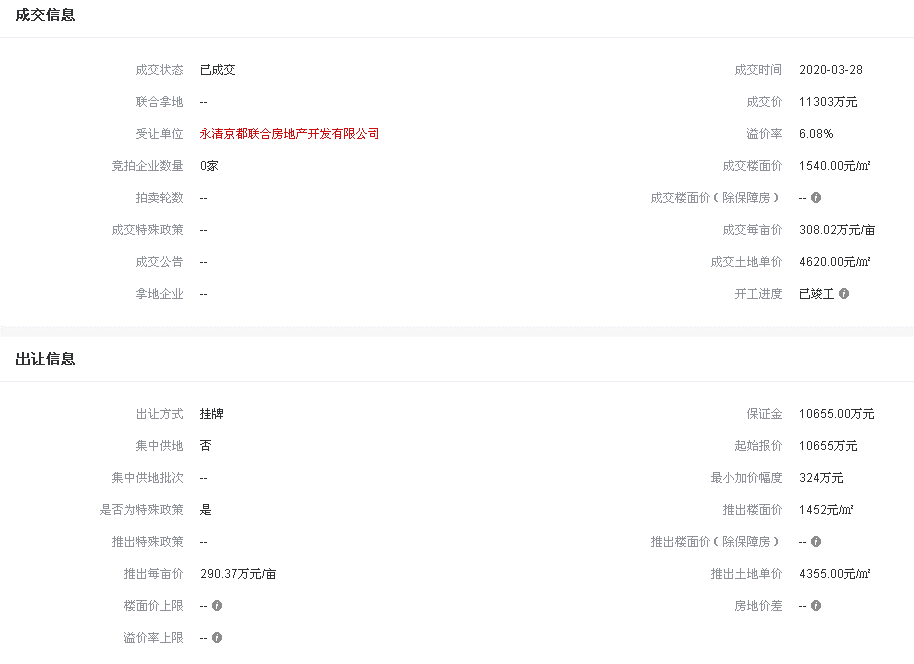 成交信息
成交状态 已成交 成交时间 2020-03-28
联合拿地 -- 成交价 11303万元
受让单位 永清京都联合房地产开发有限公司 溢价率 6.08%
竞拍企业数量 0家 成交楼面价 1540.00元/㎡
拍卖轮数 -- 成交楼面价（除保障房） --
成交特殊政策 -- 成交每亩价 308.02万元/亩
成交公告 -- 成交土地单价 4620.00元/㎡
拿地企业 -- 开工进度 已竣工
出让信息
出让方式 挂牌 保证金 10655.00万元
集中供地 否 起始报价 10655万元
集中供地批次 -- 最小加价幅度 324万元
是否为特殊政策 是 推出楼面价 1452元/㎡
推出特殊政策 -- 推出楼面价（除保障房） --
推出每亩价 290.37万元/亩 推出土地单价 4355.00元/㎡
楼面价上限 -- 房地价差 --
溢价率上限 --